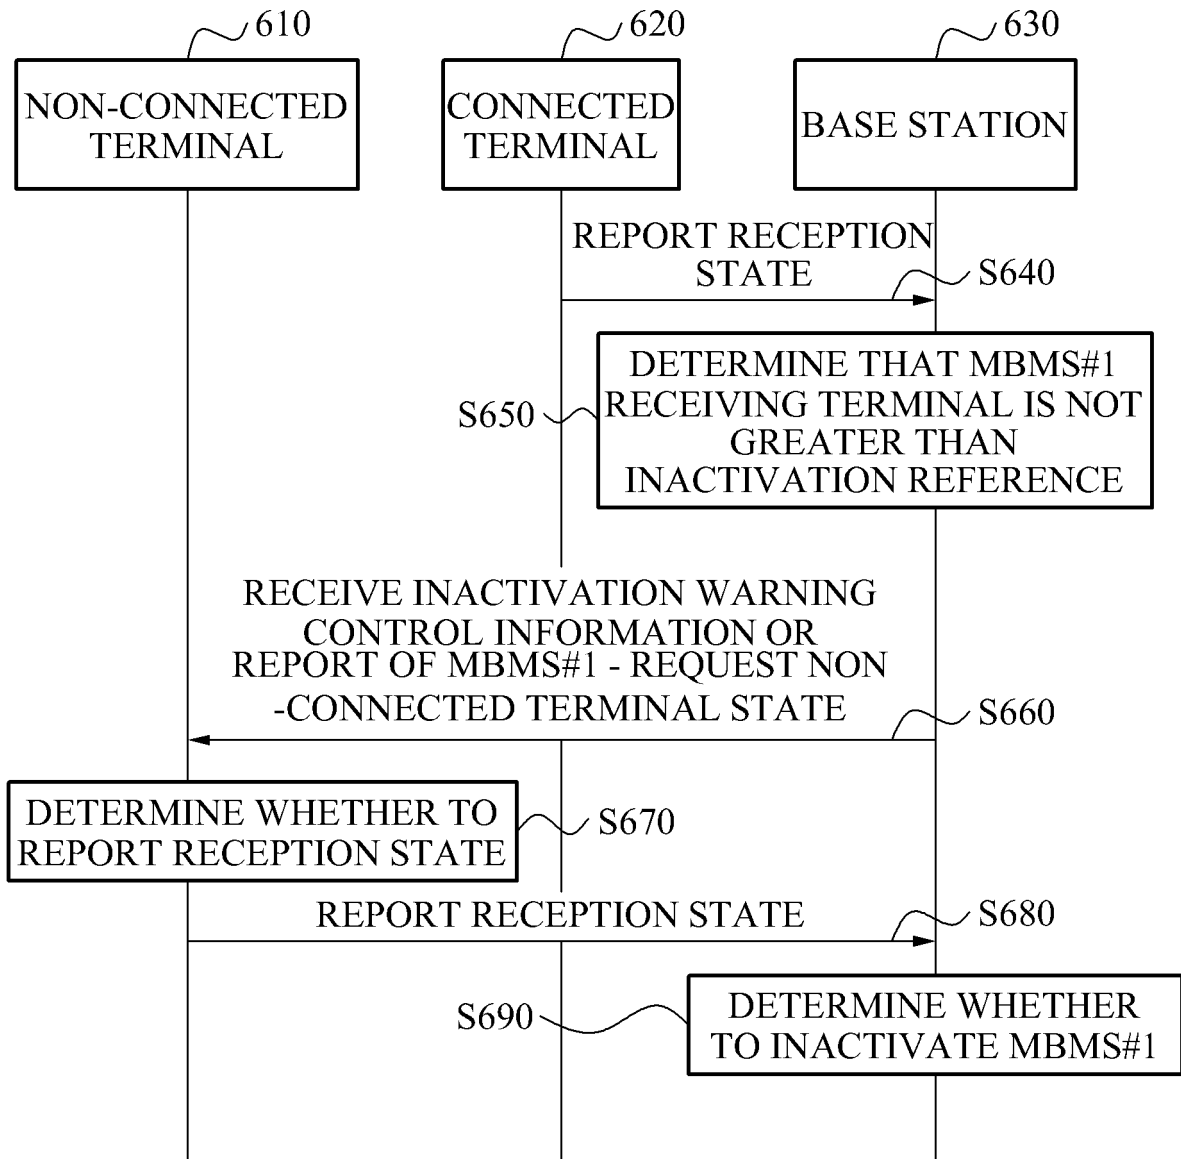 610
620
630
NON-CONNECTED
TERMINAL
CONNECTED
TERMINAL
BASE STATION
REPORT RECEPTION
STATE
S640
DETERMINE THAT MBMS#1
RECEIVING TERMINAL IS NOT
GREATER THAN
INACTIVATION REFERENCE
S650
RECEIVE INACTIVATION WARNING
CONTROL INFORMATION OR
REPORT OF MBMS#1 - REQUEST NON
-CONNECTED TERMINAL STATE
S660
DETERMINE WHETHER TO
REPORT RECEPTION STATE
S670
REPORT RECEPTION STATE
S680
S690
DETERMINE WHETHER
TO INACTIVATE MBMS#1